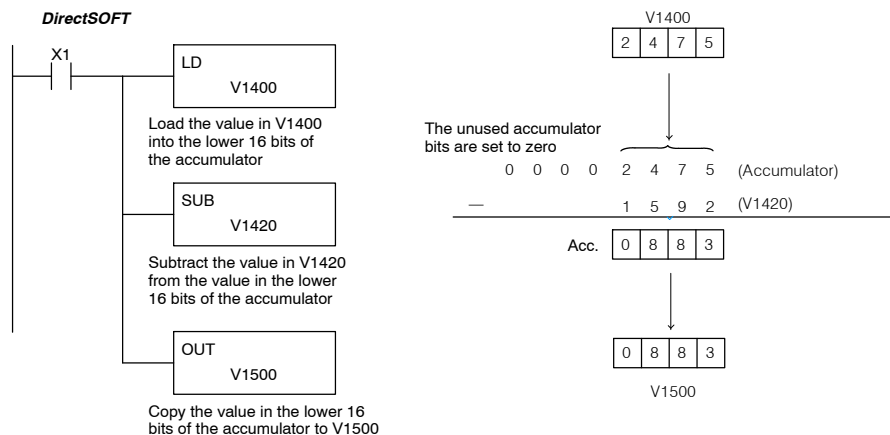 DirectSOFT
X1
LD
V1400
Load the value in V1400
into the lower 16 bits of
the accumulator
SUB
V1420
Subtract the value in V1420
from the value in the lower
16 bits of the accumulator
OUT
V1500
Copy the value in the lower 16
bits of the accumulator to V1500
V1400
2 4 7 5
The unused accumulator
bits are set to zero
0 0 0 0 2 4 7 5 (Accumulator)
— 1 5 9 2 (V1420)
Acc. 0 8 8 3
0 8 8 3
V1500